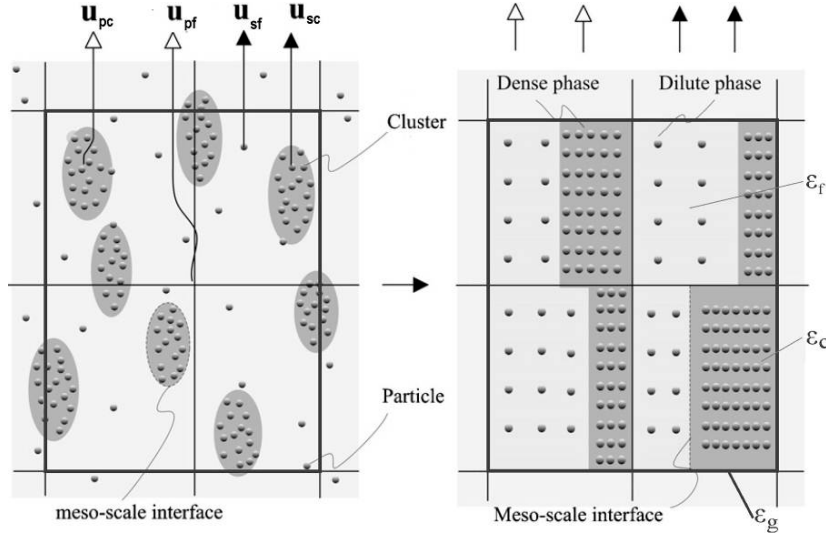 u_pc u_pf u_sf u_sc
Dense phase Dilute phase
Cluster
ε_f
ε_c
Particle
meso-scale interface
Meso-scale interface
ε_g